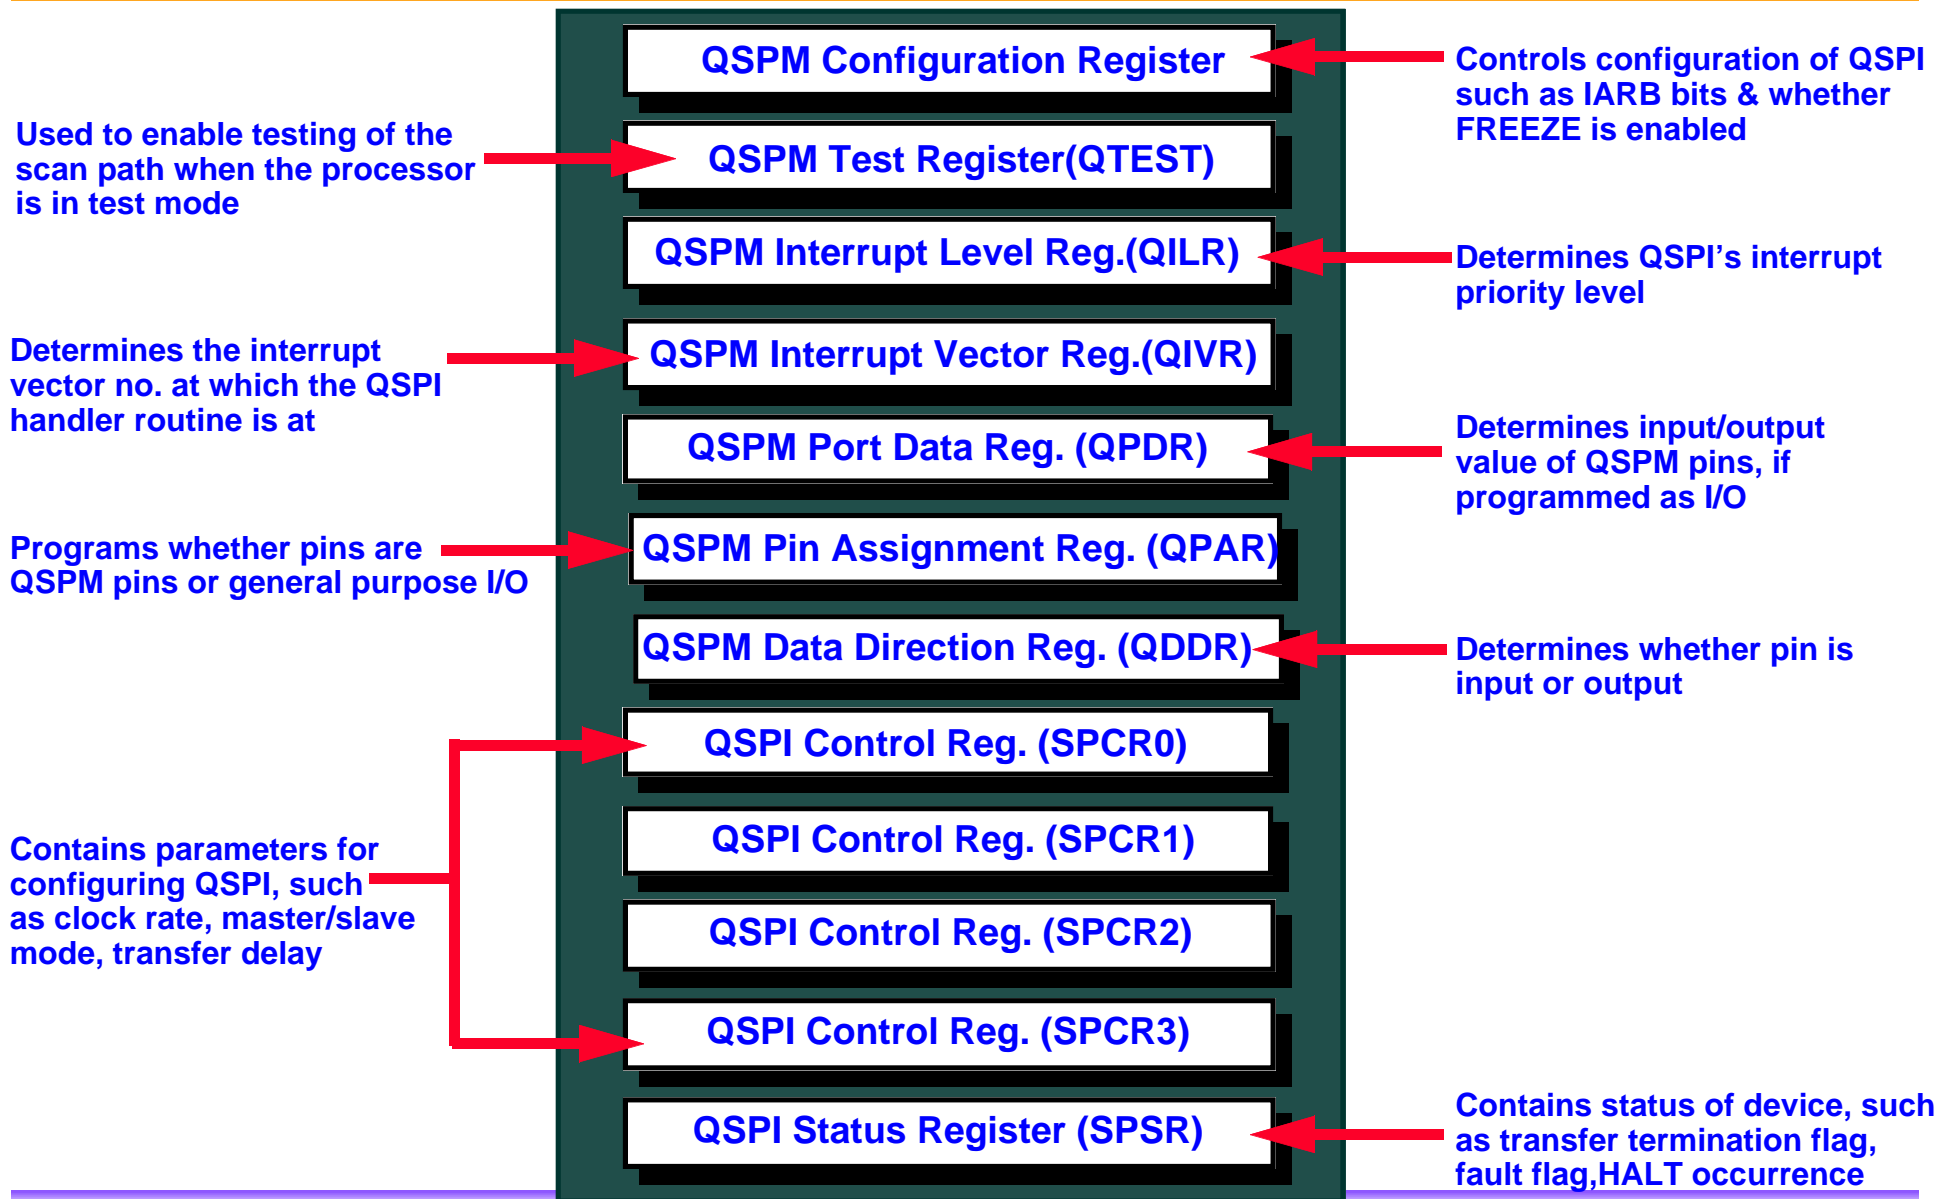 QSPM Configuration Register
Controls configuration of QSPI
such as IARB bits & whether
FREEZE is enabled
Used to enable testing of the
scan path when the processor
is in test mode
QSPM Test Register(QTEST)
QSPM Interrupt Level Reg.(QILR)
Determines QSPI’s interrupt
priority level
Determines the interrupt
vector no. at which the QSPI
handler routine is at
QSPM Interrupt Vector Reg.(QIVR)
QSPM Port Data Reg. (QPDR)
Determines input/output
value of QSPM pins, if
programmed as I/O
Programs whether pins are
QSPM pins or general purpose I/O
QSPM Pin Assignment Reg. (QPAR)
QSPM Data Direction Reg. (QDDR)
Determines whether pin is
input or output
QSPI Control Reg. (SPCR0)
Contains parameters for
configuring QSPI, such
as clock rate, master/slave
mode, transfer delay
QSPI Control Reg. (SPCR1)
QSPI Control Reg. (SPCR2)
QSPI Control Reg. (SPCR3)
QSPI Status Register (SPSR)
Contains status of device, such
as transfer termination flag,
fault flag,HALT occurrence